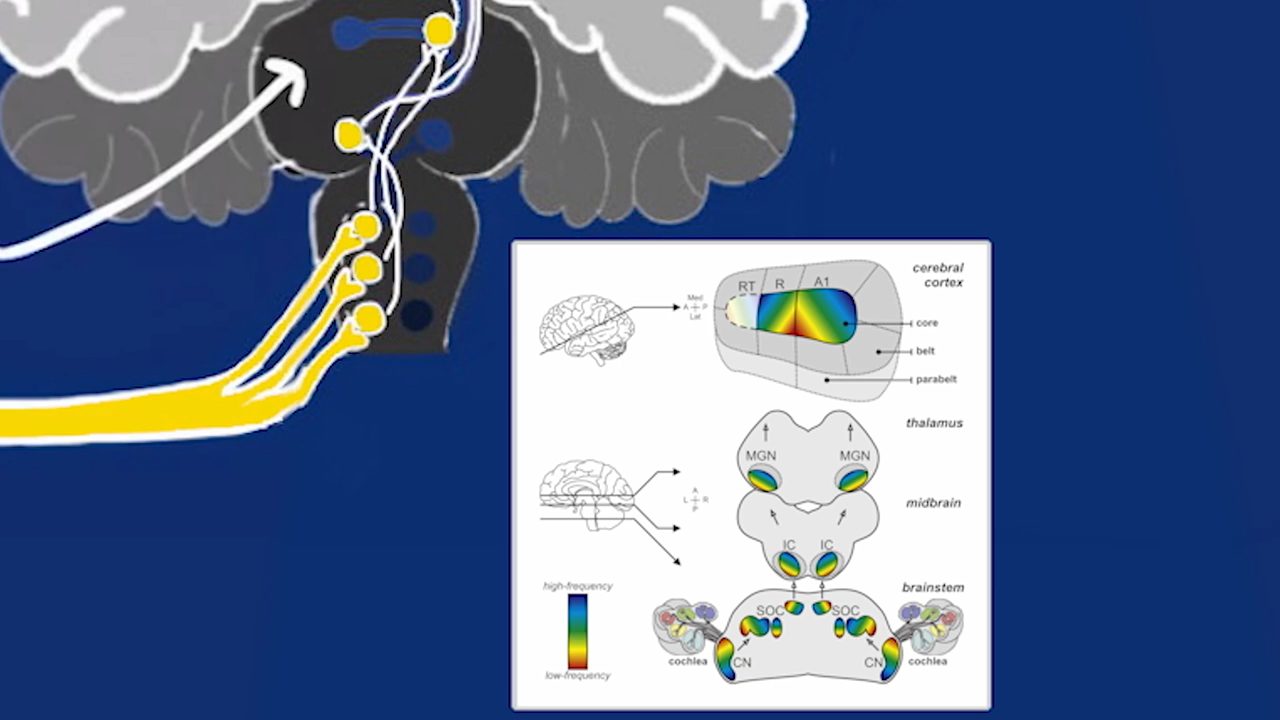 cerebral
cortex
RT R A1
Med
A P
Lat
core
belt
parabelt
thalamus
MGN MGN
midbrain
A
L R
P
IC IC
high-frequency
brainstem
SOC SOC
cochlea CN CN cochlea
low-frequency